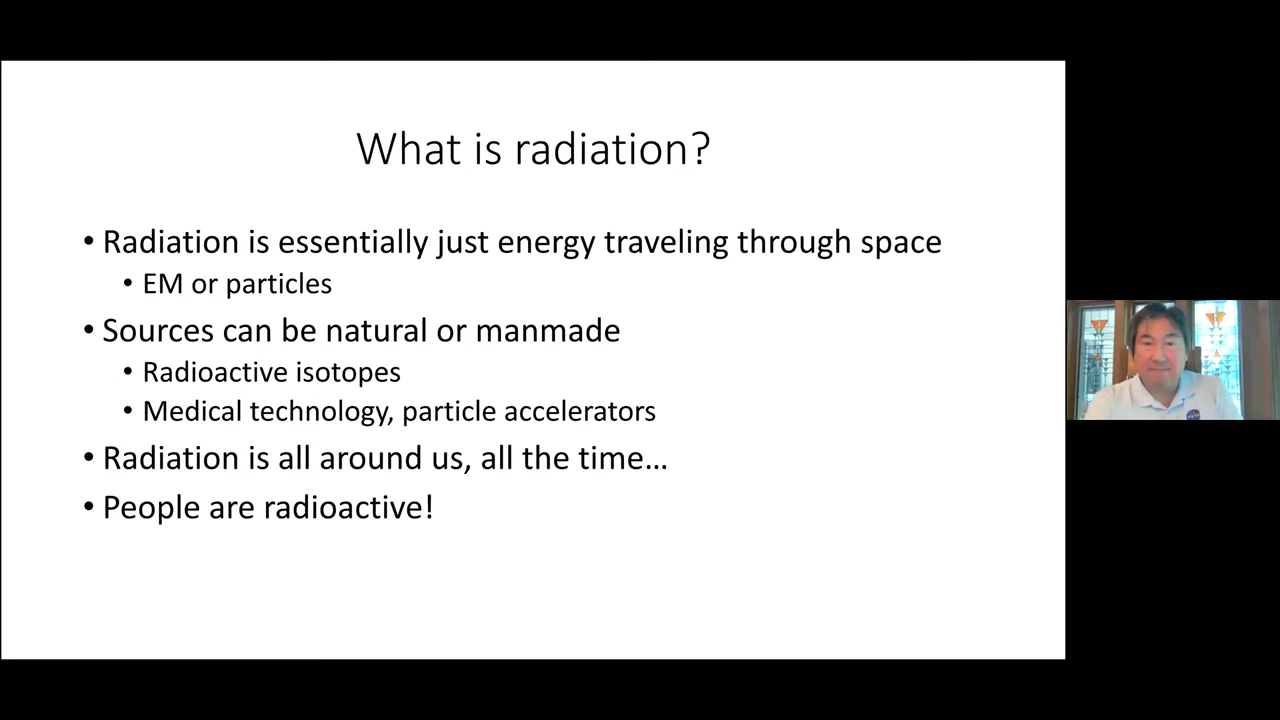 What is radiation?
• Radiation is essentially just energy traveling through space
• EM or particles
• Sources can be natural or manmade
• Radioactive isotopes
• Medical technology, particle accelerators
• Radiation is all around us, all the time...
• People are radioactive!
NASA